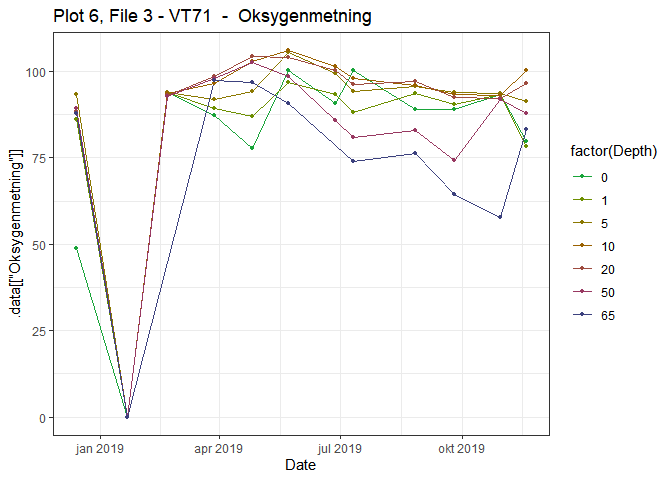 Plot 6, File 3 - VT71  -  Oksygenmetning
100
75
50
25
0
.data[["Oksygenmetning"]]
jan 2019 apr 2019 jul 2019 okt 2019
Date
factor(Depth)
0
1
5
10
20
50
65